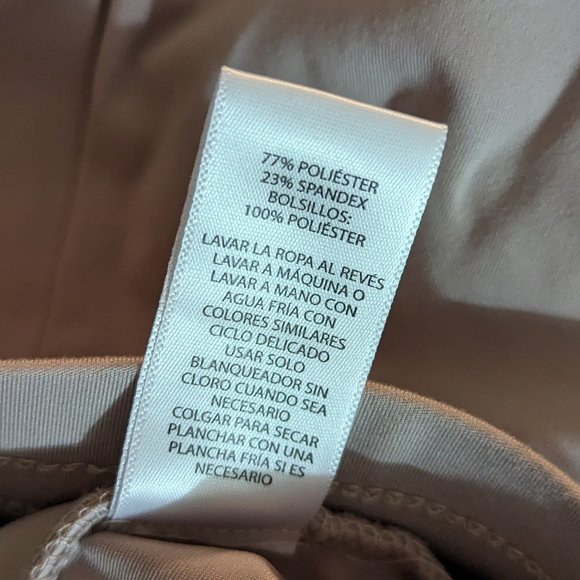 77% POLIÉSTER
23% SPANDEX
BOLSILLOS:
100% POLIÉSTER
LAVAR LA ROPA AL REVÉS
LAVAR A MÁQUINA O
LAVAR A MANO CON
AGUA FRÍA CON
COLORES SIMILARES
CICLO DELICADO
USAR SOLO
BLANQUEADOR SIN
CLORO CUANDO SEA
NECESARIO
COLGAR PARA SECAR
PLANCHAR CON UNA
PLANCHA FRÍA SI ES
NECESARIO